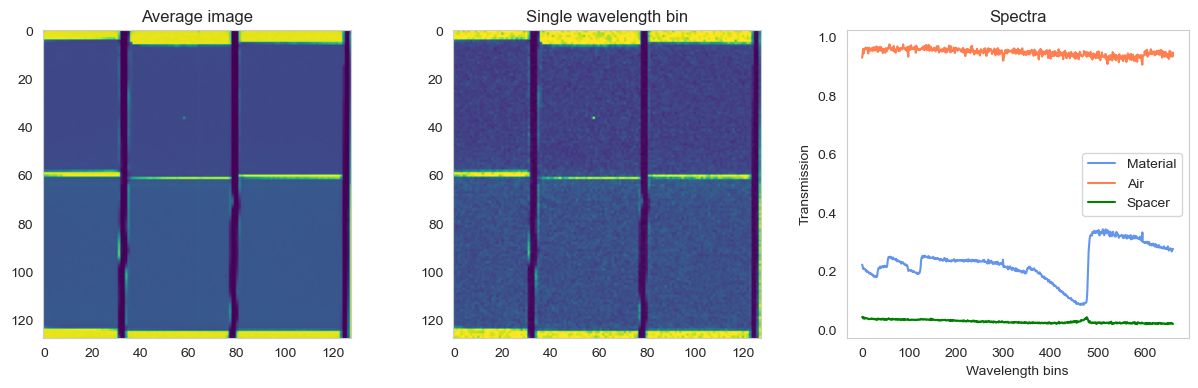 Average image
0
20
40
60
80
100
120
0 20 40 60 80 100 120
Single wavelength bin
0
20
40
60
80
100
120
0 20 40 60 80 100 120
Spectra
Transmission
1.0
0.8
0.6
0.4
0.2
0.0
Material
Air
Spacer
0 100 200 300 400 500 600
Wavelength bins